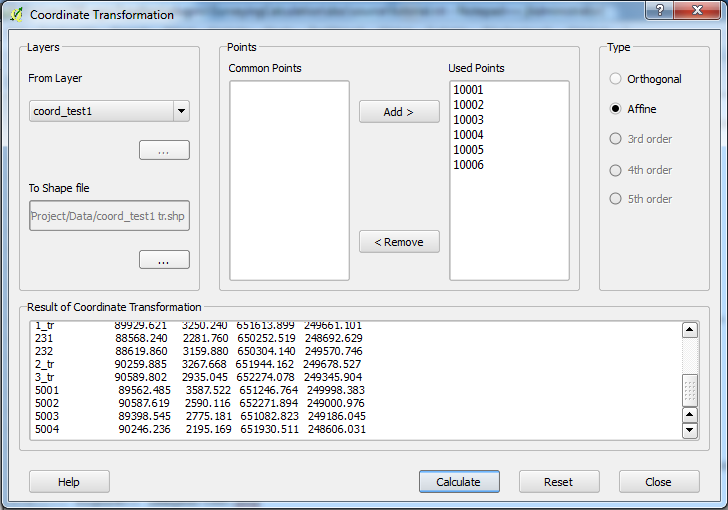 Coordinate Transformation
Layers
From Layer
coord_test1
...
To Shape file
Project/Data/coord_test1 tr.shp
...
Points
Common Points
Used Points
Add >
< Remove
10001
10002
10003
10004
10005
10006
Type
Orthogonal
Affine
3rd order
4th order
5th order
Result of Coordinate Transformation
1_tr 89929.621 3250.240 651613.899 249661.101
231 88568.240 2281.760 650252.519 248692.629
232 88619.860 3159.880 650304.140 249570.746
2_tr 90259.885 3267.668 651944.162 249678.527
3_tr 90589.802 2935.045 652274.078 249345.904
5001 89562.485 3587.522 651246.764 249998.383
5002 90587.619 2590.116 652271.894 249000.976
5003 89398.545 2775.181 651082.823 249186.045
5004 90246.236 2195.169 651930.511 248606.031
Help
Calculate
Reset
Close